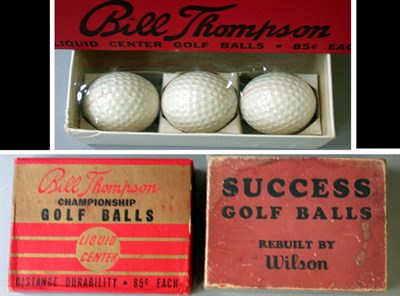 Bill Thompson
LIQUID CENTER GOLF BALLS • 85¢ EACH
Bill Thompson
CHAMPIONSHIP
GOLF BALLS
LIQUID
CENTER
DISTANCE DURABILITY • 85¢ EACH
SUCCESS
GOLF BALLS
REBUILT BY
Wilson